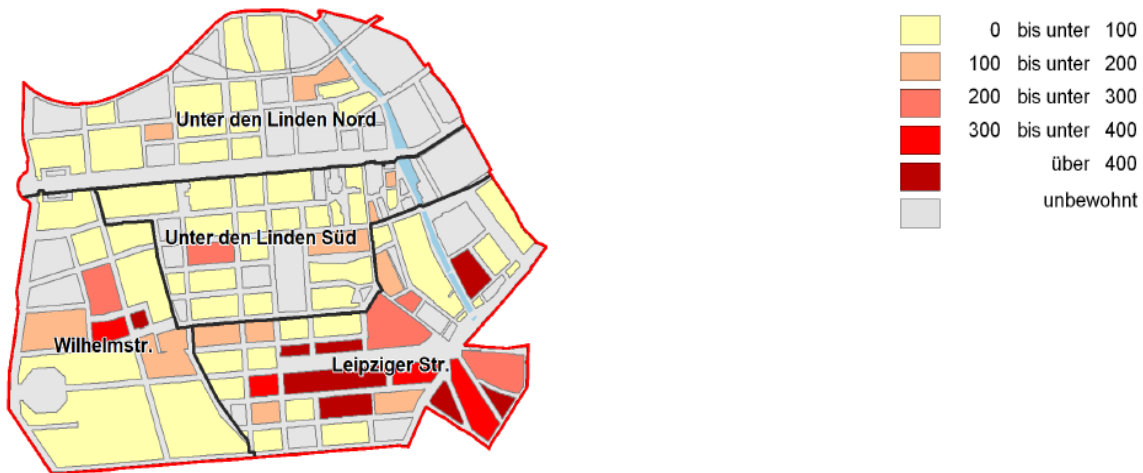 0 bis unter 100
100 bis unter 200
200 bis unter 300
300 bis unter 400
über 400
unbewohnt
Unter den Linden Nord
Unter den Linden Süd
Wilhelmstr.
Leipziger Str.